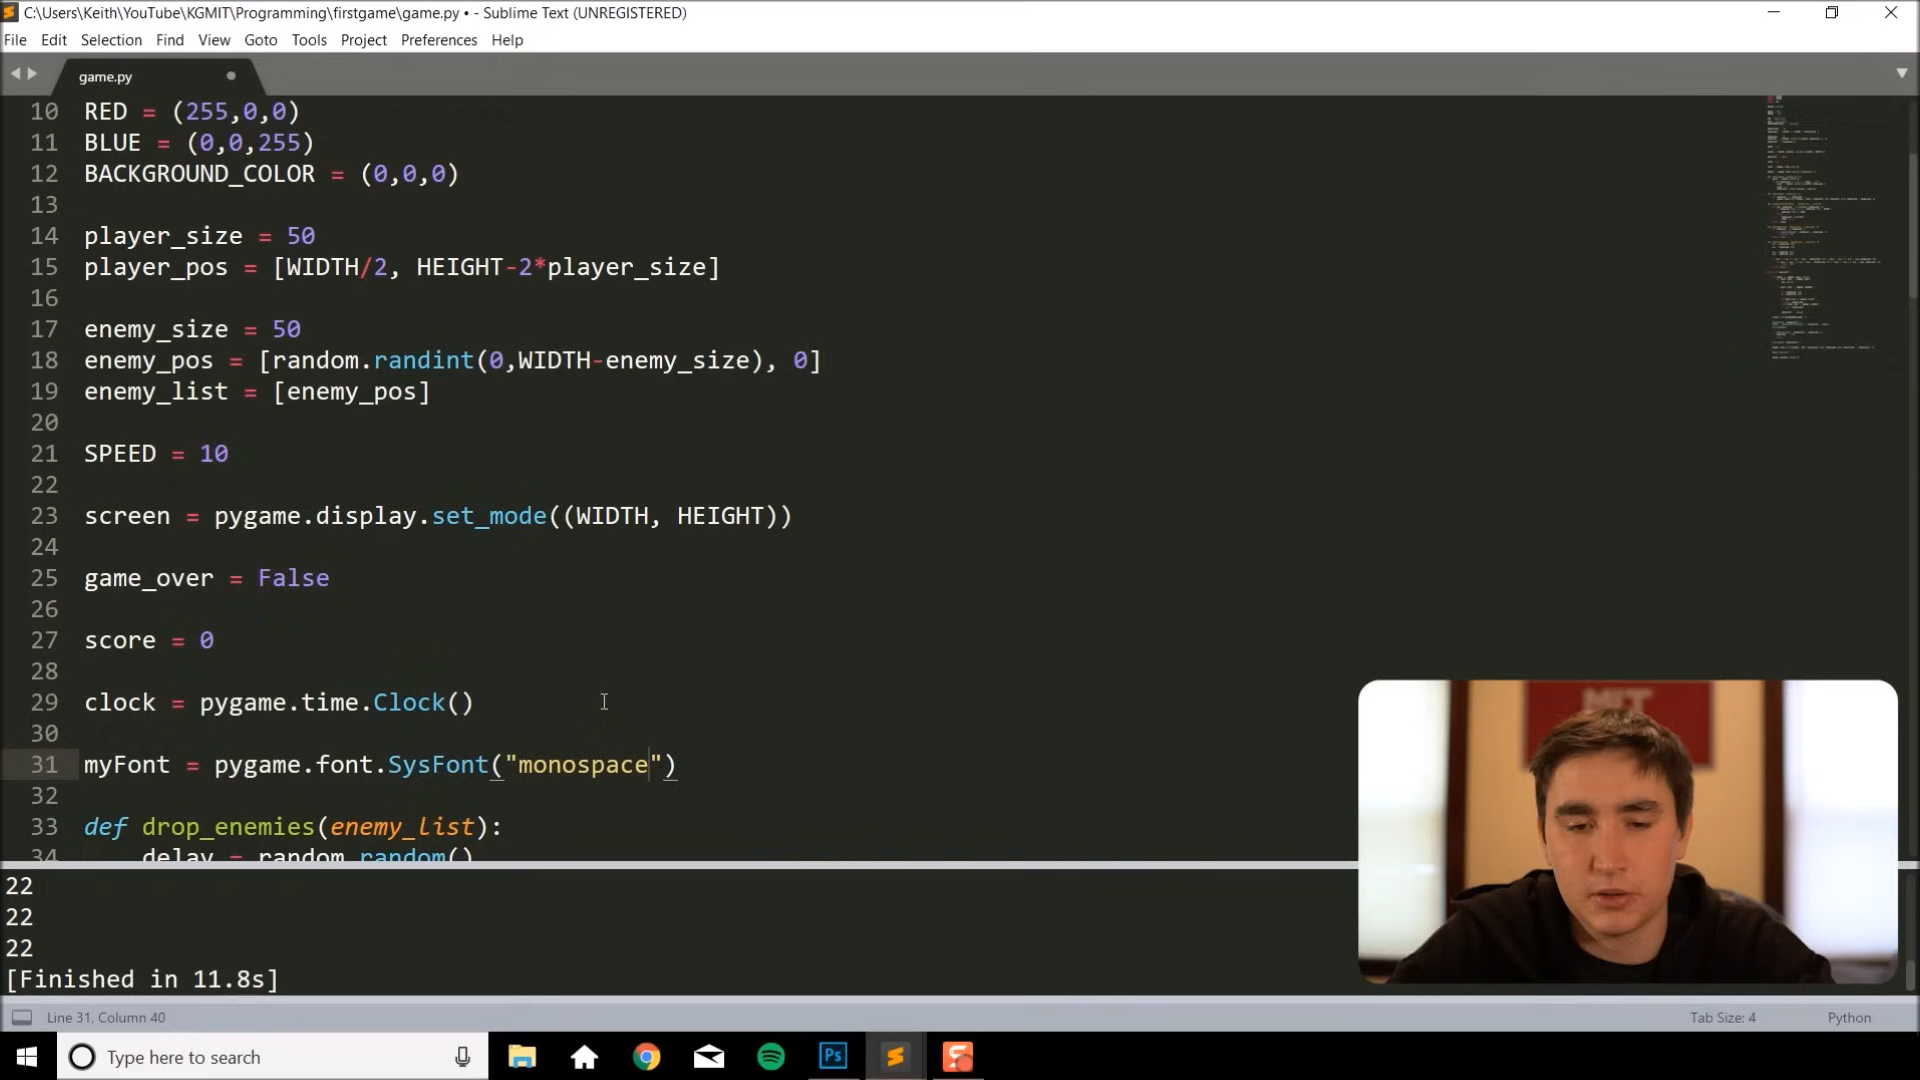 C:\Users\Keith\YouTube\KGMIT\Programming\firstgame\game.py • - Sublime Text (UNREGISTERED)
File Edit Selection Find View Goto Tools Project Preferences Help
game.py
10 RED = (255,0,0)
11 BLUE = (0,0,255)
12 BACKGROUND_COLOR = (0,0,0)
13
14 player_size = 50
15 player_pos = [WIDTH/2, HEIGHT-2*player_size]
16
17 enemy_size = 50
18 enemy_pos = [random.randint(0,WIDTH-enemy_size), 0]
19 enemy_list = [enemy_pos]
20
21 SPEED = 10
22
23 screen = pygame.display.set_mode((WIDTH, HEIGHT))
24
25 game_over = False
26
27 score = 0
28
29 clock = pygame.time.Clock()
30
31 myFont = pygame.font.SysFont("monospace")
32
33 def drop_enemies(enemy_list):
34 delay = random.random()
22
22
22
[Finished in 11.8s]
MIT
Line 31, Column 40
Tab Size: 4
Python
Type here to search
Ps